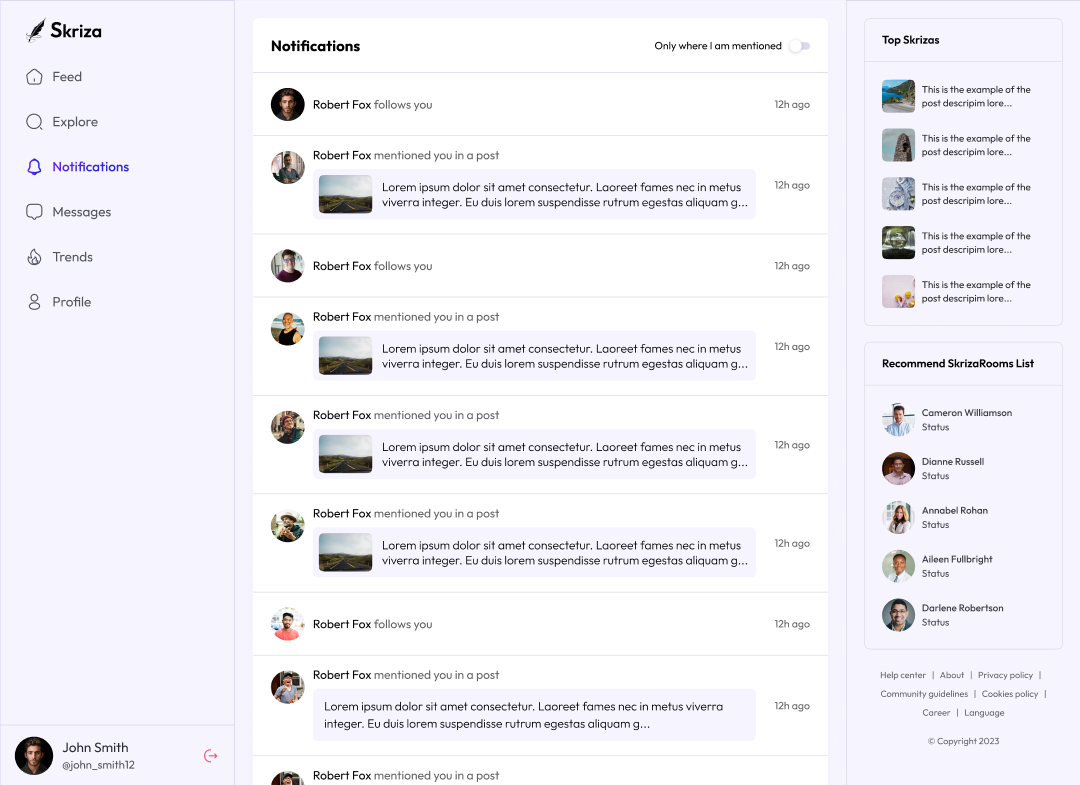 Skriza
Feed
Explore
Notifications
Messages
Trends
Profile
John Smith
@john_smith12
Notifications
Only where I am mentioned
Robert Fox follows you
12h ago
Robert Fox mentioned you in a post
Lorem ipsum dolor sit amet consectetur. Laoreet fames nec in metus
viverra integer. Eu duis lorem suspendisse rutrum egestas aliquam g...
12h ago
Robert Fox follows you
12h ago
Robert Fox mentioned you in a post
Lorem ipsum dolor sit amet consectetur. Laoreet fames nec in metus
viverra integer. Eu duis lorem suspendisse rutrum egestas aliquam g...
12h ago
Robert Fox mentioned you in a post
Lorem ipsum dolor sit amet consectetur. Laoreet fames nec in metus
viverra integer. Eu duis lorem suspendisse rutrum egestas aliquam g...
12h ago
Robert Fox mentioned you in a post
Lorem ipsum dolor sit amet consectetur. Laoreet fames nec in metus
viverra integer. Eu duis lorem suspendisse rutrum egestas aliquam g...
12h ago
Robert Fox follows you
12h ago
Robert Fox mentioned you in a post
Lorem ipsum dolor sit amet consectetur. Laoreet fames nec in metus viverra
integer. Eu duis lorem suspendisse rutrum egestas aliquam g...
12h ago
Robert Fox mentioned you in a post
Top Skrizas
This is the example of the
post descripim lore...
This is the example of the
post descripim lore...
This is the example of the
post descripim lore...
This is the example of the
post descripim lore...
This is the example of the
post descripim lore...
Recommend SkrizaRooms List
Cameron Williamson
Status
Dianne Russell
Status
Annabel Rohan
Status
Aileen Fullbright
Status
Darlene Robertson
Status
Help center | About | Privacy policy |
Community guidelines | Cookies policy |
Career | Language
© Copyright 2023